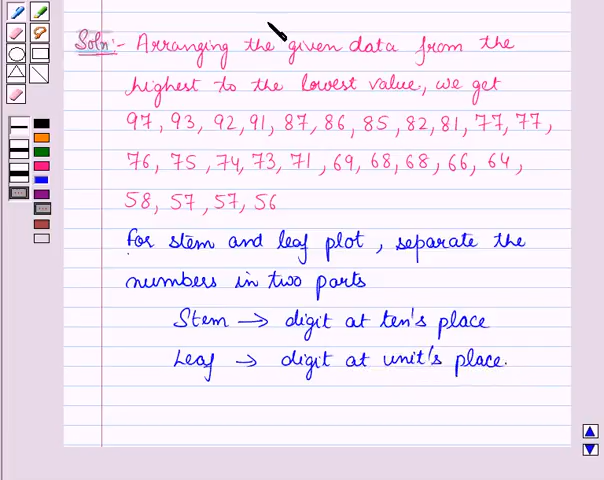 Soln:- Arranging the given data from the
highest to the lowest value, we get
97, 93, 92, 91, 87, 86, 85, 82, 81, 77, 77,
76, 75, 74, 73, 71, 69, 68, 68, 66, 64,
58, 57, 57, 56
for stem and leaf plot, separate the
numbers in two parts
Stem → digit at ten's place
Leaf → digit at unit's place.